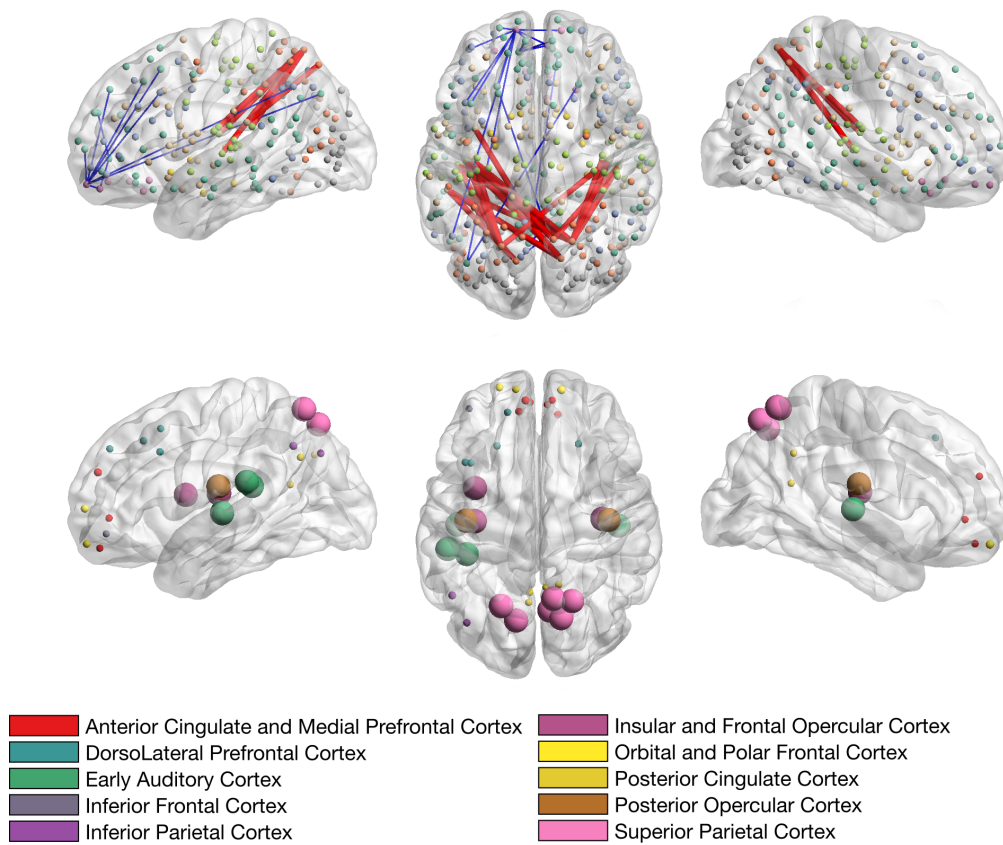 Anterior Cingulate and Medial Prefrontal Cortex
DorsoLateral Prefrontal Cortex
Early Auditory Cortex
Inferior Frontal Cortex
Inferior Parietal Cortex
Insular and Frontal Opercular Cortex
Orbital and Polar Frontal Cortex
Posterior Cingulate Cortex
Posterior Opercular Cortex
Superior Parietal Cortex